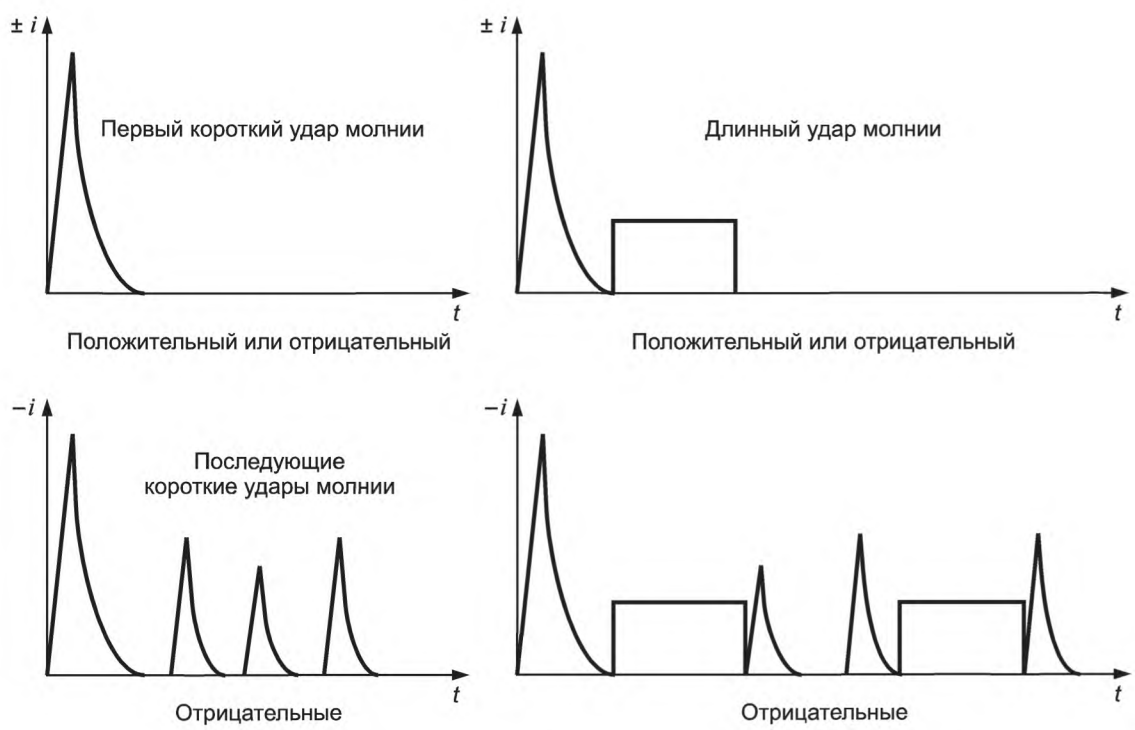 ± i
Первый короткий удар молнии
t
Положительный или отрицательный
± i
Длинный удар молнии
t
Положительный или отрицательный
–i
Последующие
короткие удары молнии
t
Отрицательные
–i
t
Отрицательные